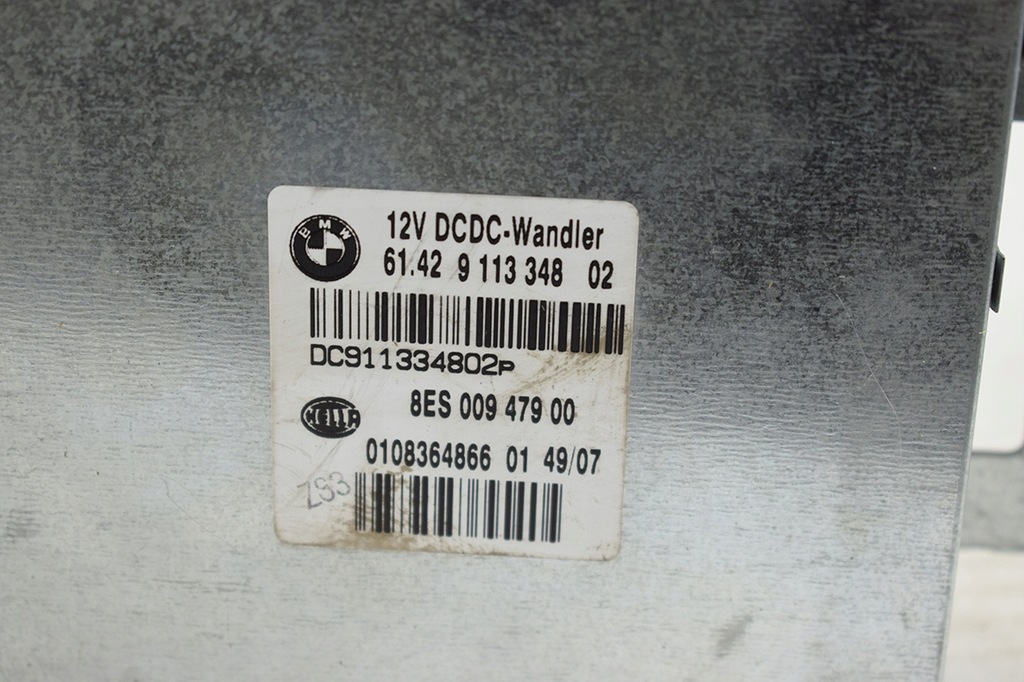 BMW
12V DCDC-Wandler
61.42 9 113 348 02
DC911334802P
HELLA
8ES 009 479 00
0108364866 01 49/07
ZS3